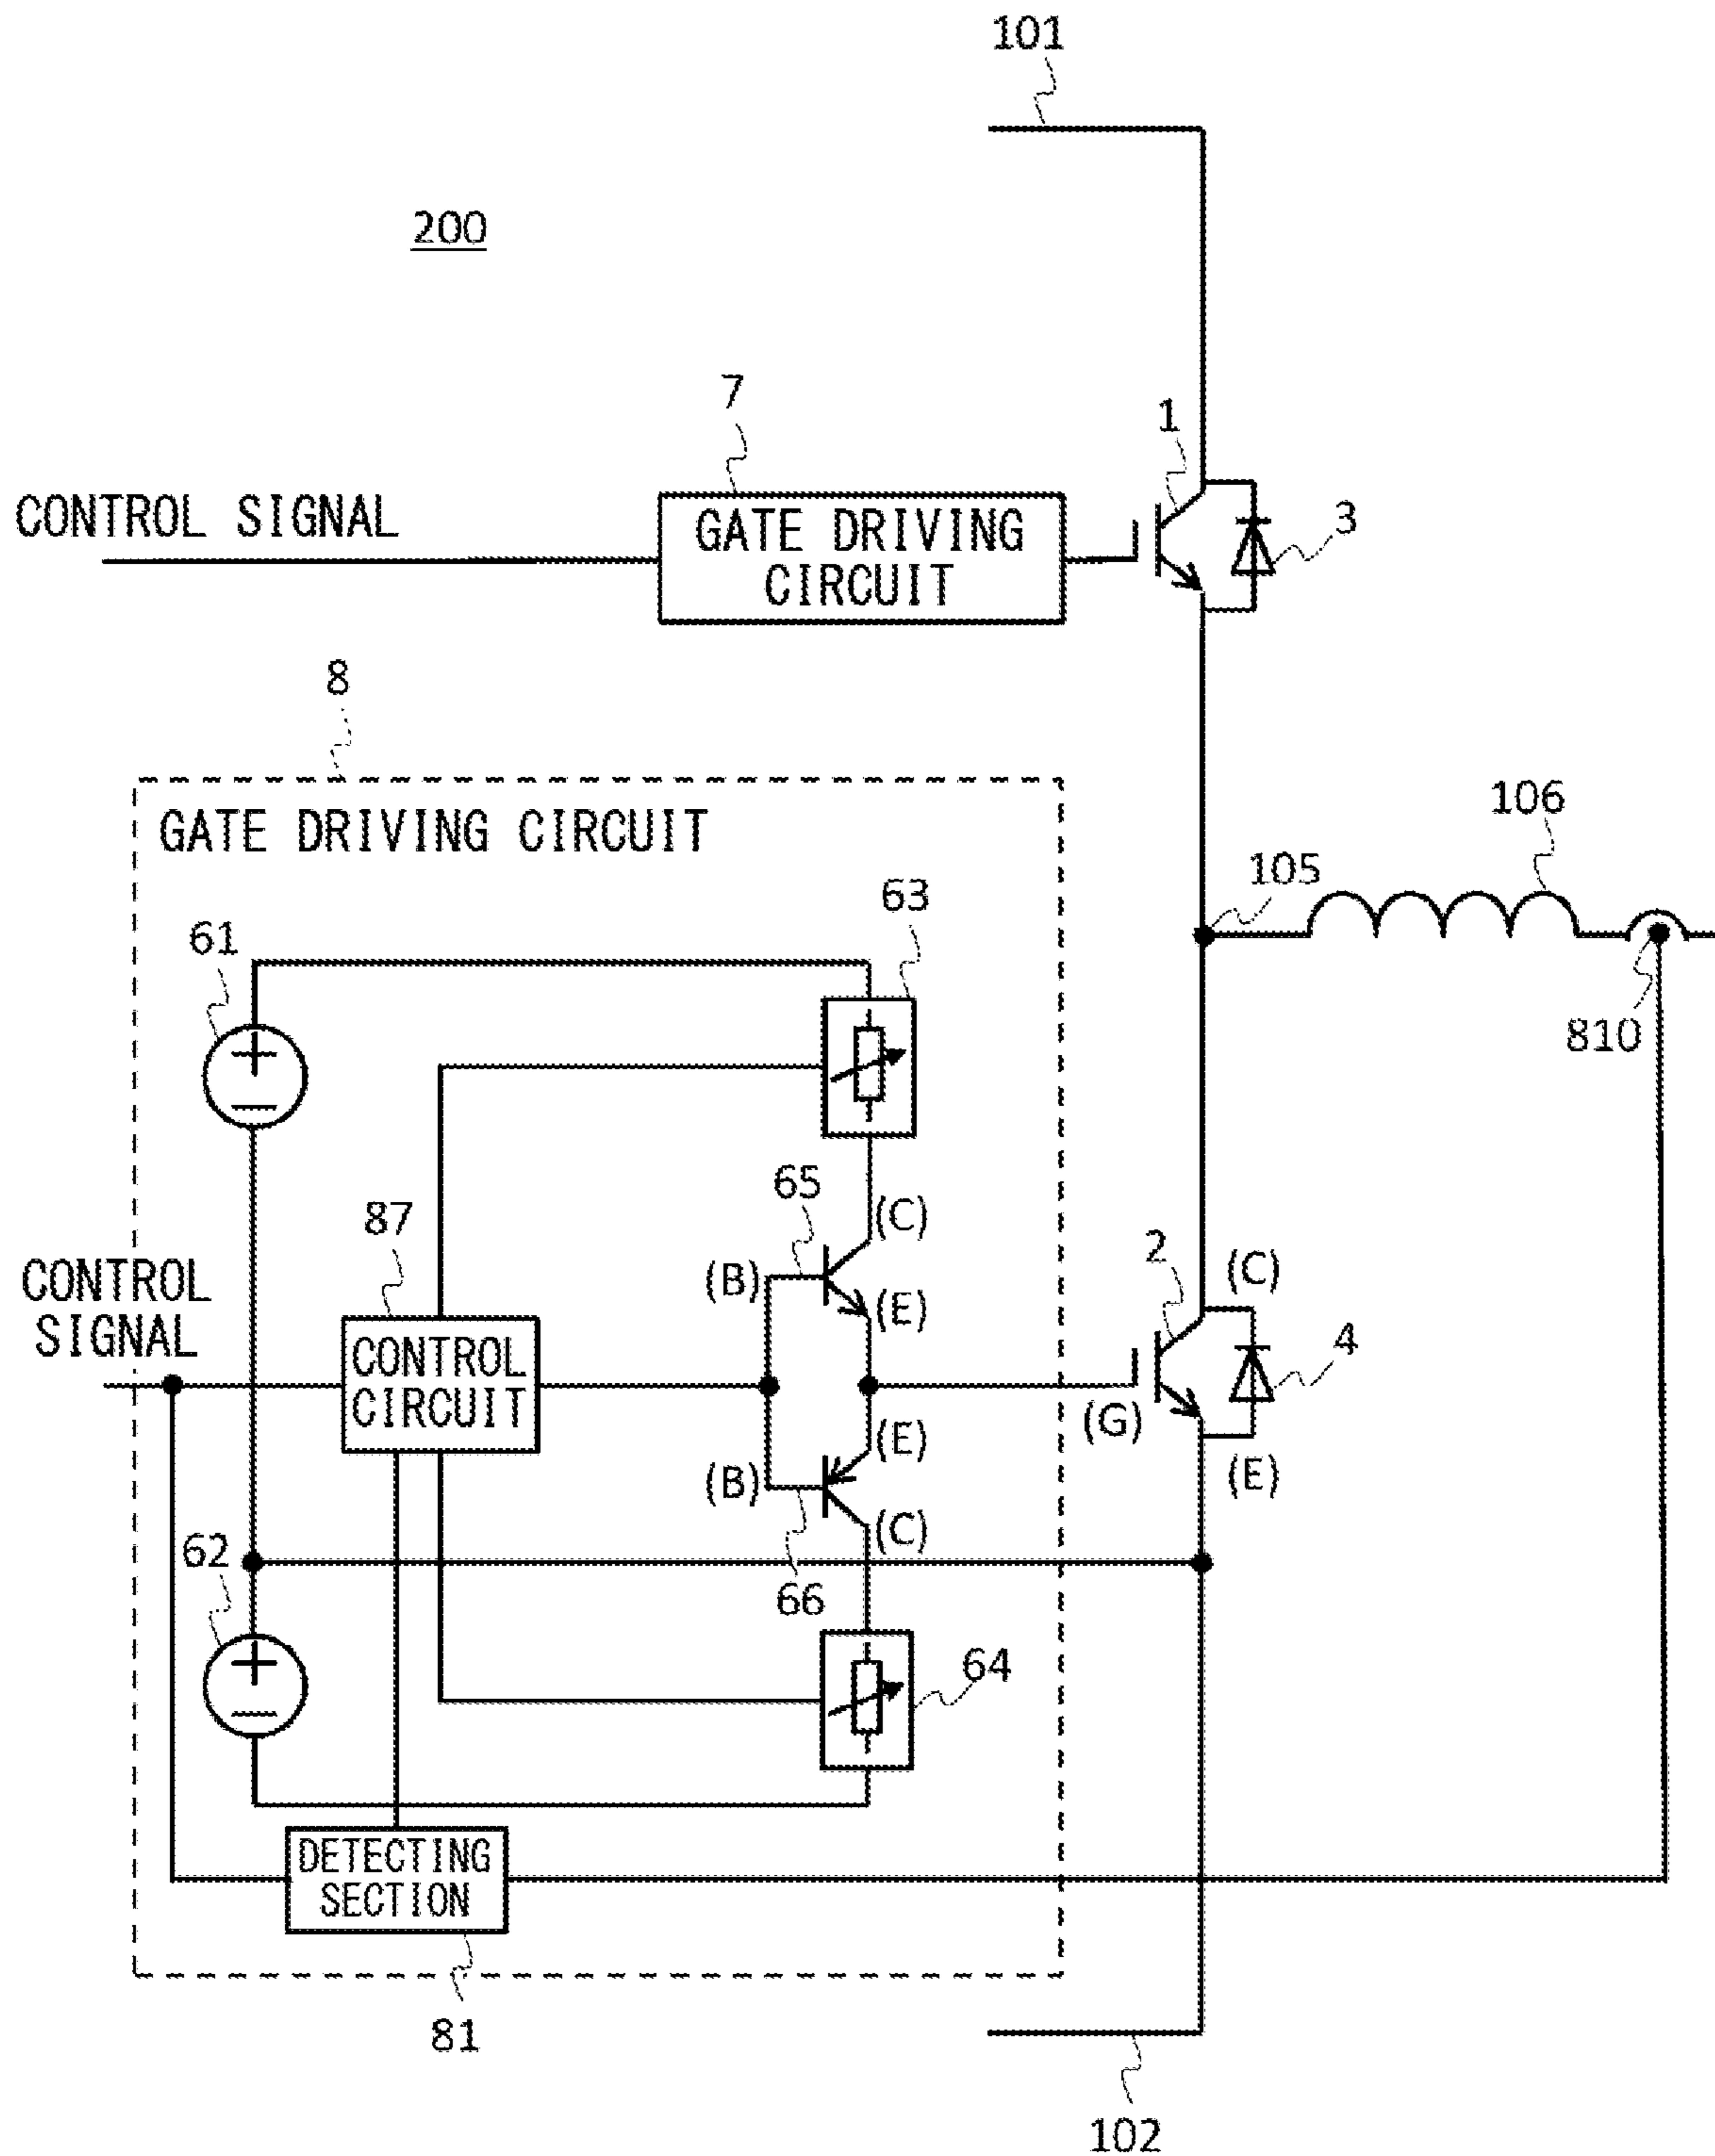 101
200
7
1
CONTROL SIGNAL
GATE DRIVING
CIRCUIT
3
8
GATE DRIVING CIRCUIT
106
105
63
61
810
65
(C)
87
(B)
(E)
2
(C)
CONTROL
SIGNAL
CONTROL
CIRCUIT
4
(G)
(E)
(B)
(E)
(C)
62
66
64
DETECTING
SECTION
81
102